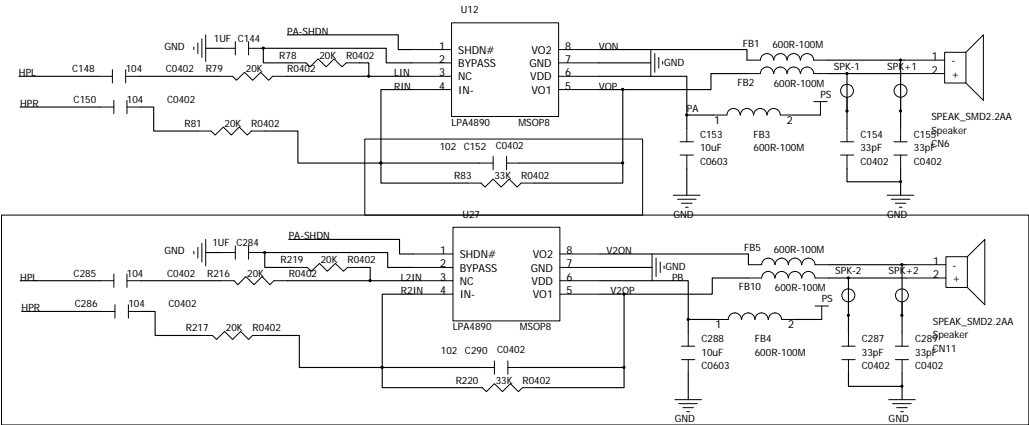 U12
PA-SHDN
1UF C144
GND
R78 20K R0402
HPL C148 104 C0402 R79 20K R0402 LIN
HPR C150 104 C0402 RIN
R81 20K R0402
1 SHDN# VO2 8 VON
2 BYPASS GND 7 GND
3 NC VDD 6
4 IN- VO1 5 VOP
LPA4890 MSOP8
FB1 600R-100M
FB2 600R-100M
SPK-1 SPK+1
1 -
2 +
PA
PS
1 2
C153
10uF
C0603
FB3
600R-100M
C154
33pF
C0402
C155
33pF
C0402
SPEAK_SMD2.2AA
Speaker
CN6
102 C152 C0402
R83 33K R0402
GND
GND
U27
PA-SHDN
1UF C284
GND
R219 20K R0402
HPL C285 104 C0402 R216 20K R0402 L2IN
HPR C286 104 C0402 R2IN
R217 20K R0402
1 SHDN# VO2 8 V2ON
2 BYPASS GND 7 GND
3 NC VDD 6 PB
4 IN- VO1 5 V2OP
LPA4890 MSOP8
FB5 600R-100M
FB10 600R-100M
SPK-2 SPK+2
1 -
2 +
PS
1 2
C288
10uF
C0603
FB4
600R-100M
C287
33pF
C0402
C289
33pF
C0402
SPEAK_SMD2.2AA
Speaker
CN11
102 C290 C0402
R220 33K R0402
GND
GND